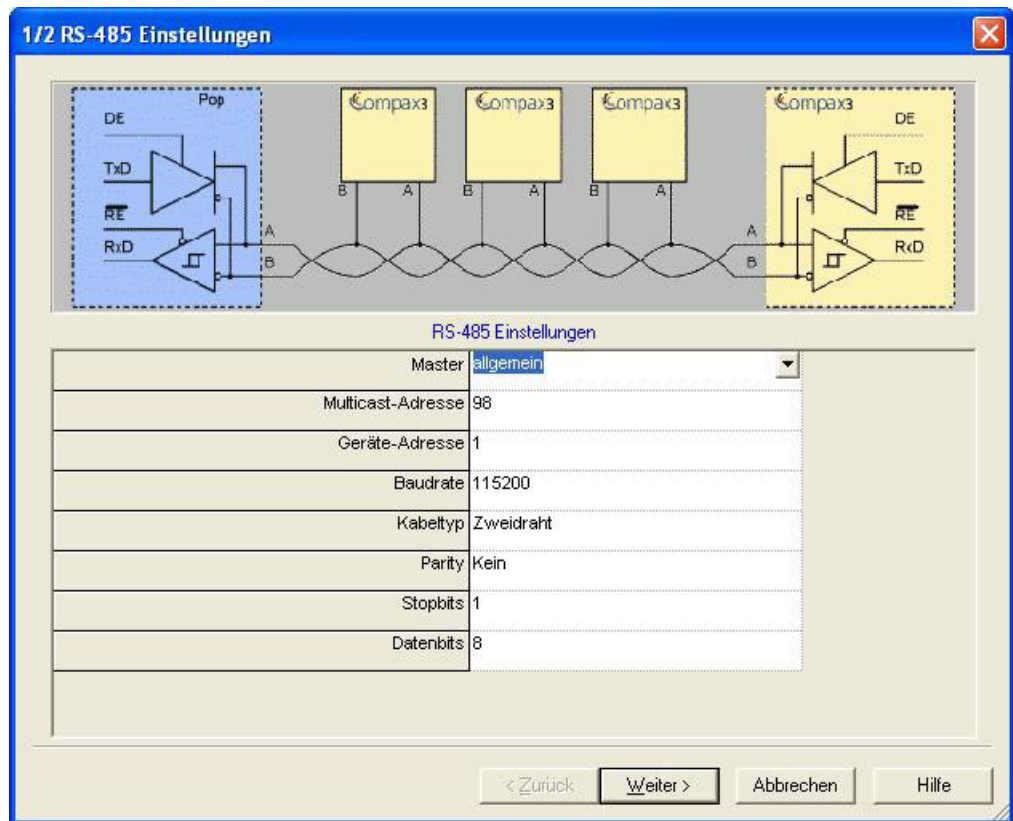 1/2 RS-485 Einstellungen
Pop
DE
TxD
RE
RxD
A
B
Compax3
B A
Compax3
B A
Compax3
B A
Compax3
DE
TxD
RE
RxD
A
B
RS-485 Einstellungen
Master allgemein
Multicast-Adresse 98
Geräte-Adresse 1
Baudrate 115200
Kabeltyp Zweidraht
Parity Kein
Stopbits 1
Datenbits 8
< Zurück Weiter > Abbrechen Hilfe